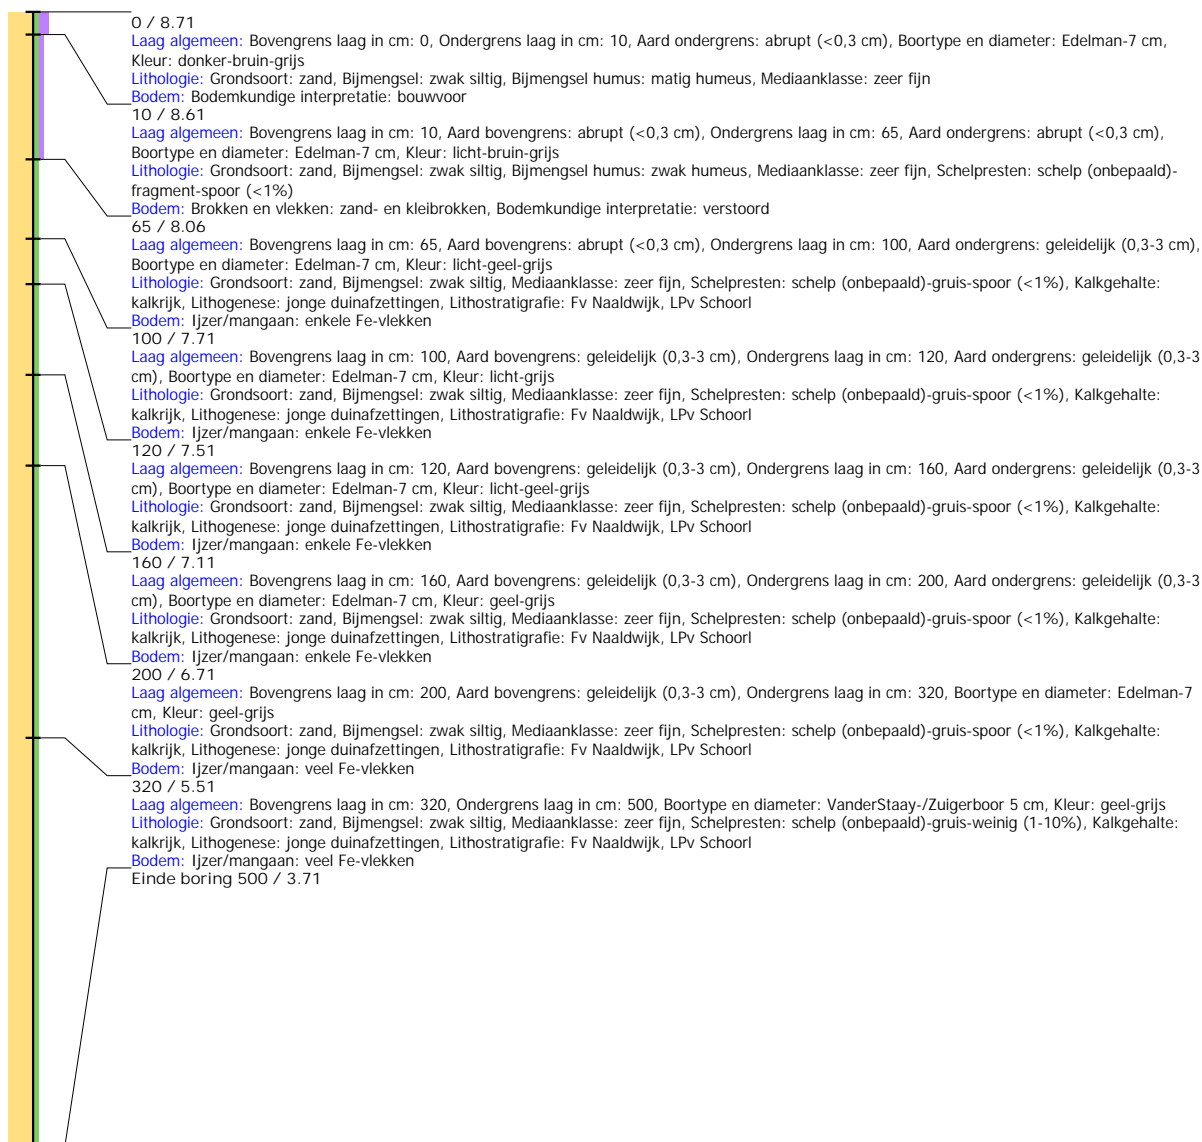 0 / 8.71
Laag algemeen: Bovengrens laag in cm: 0, Ondergrens laag in cm: 10, Aard ondergrens: abrupt (<0,3 cm), Boortype en diameter: Edelman-7 cm,
Kleur: donker-bruin-grijs
Lithologie: Grondsoort: zand, Bijmengsel: zwak siltig, Bijmengsel humus: matig humeus, Mediaanklasse: zeer fijn
Bodem: Bodemkundige interpretatie: bouwvoor
10 / 8.61
Laag algemeen: Bovengrens laag in cm: 10, Aard bovengrens: abrupt (<0,3 cm), Ondergrens laag in cm: 65, Aard ondergrens: abrupt (<0,3 cm),
Boortype en diameter: Edelman-7 cm, Kleur: licht-bruin-grijs
Lithologie: Grondsoort: zand, Bijmengsel: zwak siltig, Bijmengsel humus: zwak humeus, Mediaanklasse: zeer fijn, Schelpresten: schelp (onbepaald)-
fragment-spoor (<1%)
Bodem: Brokken en vlekken: zand- en kleibrokken, Bodemkundige interpretatie: verstoord
65 / 8.06
Laag algemeen: Bovengrens laag in cm: 65, Aard bovengrens: abrupt (<0,3 cm), Ondergrens laag in cm: 100, Aard ondergrens: geleidelijk (0,3-3 cm),
Boortype en diameter: Edelman-7 cm, Kleur: licht-geel-grijs
Lithologie: Grondsoort: zand, Bijmengsel: zwak siltig, Mediaanklasse: zeer fijn, Schelpresten: schelp (onbepaald)-gruis-spoor (<1%), Kalkgehalte:
kalkrijk, Lithogenese: jonge duinafzettingen, Lithostratigrafie: Fv Naaldwijk, LPv Schoorl
Bodem: Ijzer/mangaan: enkele Fe-vlekken
100 / 7.71
Laag algemeen: Bovengrens laag in cm: 100, Aard bovengrens: geleidelijk (0,3-3 cm), Ondergrens laag in cm: 120, Aard ondergrens: geleidelijk (0,3-3
cm), Boortype en diameter: Edelman-7 cm, Kleur: licht-grijs
Lithologie: Grondsoort: zand, Bijmengsel: zwak siltig, Mediaanklasse: zeer fijn, Schelpresten: schelp (onbepaald)-gruis-spoor (<1%), Kalkgehalte:
kalkrijk, Lithogenese: jonge duinafzettingen, Lithostratigrafie: Fv Naaldwijk, LPv Schoorl
Bodem: Ijzer/mangaan: enkele Fe-vlekken
120 / 7.51
Laag algemeen: Bovengrens laag in cm: 120, Aard bovengrens: geleidelijk (0,3-3 cm), Ondergrens laag in cm: 160, Aard ondergrens: geleidelijk (0,3-3
cm), Boortype en diameter: Edelman-7 cm, Kleur: licht-geel-grijs
Lithologie: Grondsoort: zand, Bijmengsel: zwak siltig, Mediaanklasse: zeer fijn, Schelpresten: schelp (onbepaald)-gruis-spoor (<1%), Kalkgehalte:
kalkrijk, Lithogenese: jonge duinafzettingen, Lithostratigrafie: Fv Naaldwijk, LPv Schoorl
Bodem: Ijzer/mangaan: enkele Fe-vlekken
160 / 7.11
Laag algemeen: Bovengrens laag in cm: 160, Aard bovengrens: geleidelijk (0,3-3 cm), Ondergrens laag in cm: 200, Aard ondergrens: geleidelijk (0,3-3
cm), Boortype en diameter: Edelman-7 cm, Kleur: geel-grijs
Lithologie: Grondsoort: zand, Bijmengsel: zwak siltig, Mediaanklasse: zeer fijn, Schelpresten: schelp (onbepaald)-gruis-spoor (<1%), Kalkgehalte:
kalkrijk, Lithogenese: jonge duinafzettingen, Lithostratigrafie: Fv Naaldwijk, LPv Schoorl
Bodem: Ijzer/mangaan: enkele Fe-vlekken
200 / 6.71
Laag algemeen: Bovengrens laag in cm: 200, Aard bovengrens: geleidelijk (0,3-3 cm), Ondergrens laag in cm: 320, Boortype en diameter: Edelman-7
cm, Kleur: geel-grijs
Lithologie: Grondsoort: zand, Bijmengsel: zwak siltig, Mediaanklasse: zeer fijn, Schelpresten: schelp (onbepaald)-gruis-spoor (<1%), Kalkgehalte:
kalkrijk, Lithogenese: jonge duinafzettingen, Lithostratigrafie: Fv Naaldwijk, LPv Schoorl
Bodem: Ijzer/mangaan: veel Fe-vlekken
320 / 5.51
Laag algemeen: Bovengrens laag in cm: 320, Ondergrens laag in cm: 500, Boortype en diameter: VanderStaay-/Zuigerboor 5 cm, Kleur: geel-grijs
Lithologie: Grondsoort: zand, Bijmengsel: zwak siltig, Mediaanklasse: zeer fijn, Schelpresten: schelp (onbepaald)-gruis-weinig (1-10%), Kalkgehalte:
kalkrijk, Lithogenese: jonge duinafzettingen, Lithostratigrafie: Fv Naaldwijk, LPv Schoorl
Bodem: Ijzer/mangaan: veel Fe-vlekken
Einde boring 500 / 3.71